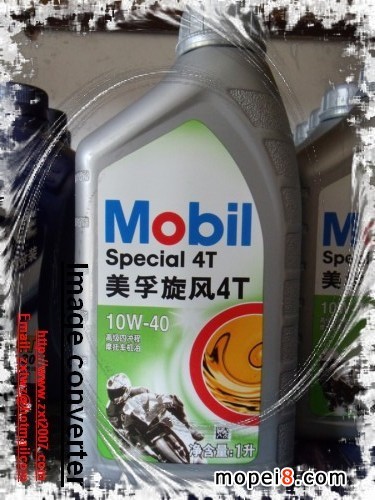 Mobil
Special 4T
美孚旋风4T
10W-40
高级四冲程
摩托车机油
净含量:1升
10
Image converter
mopei8.com